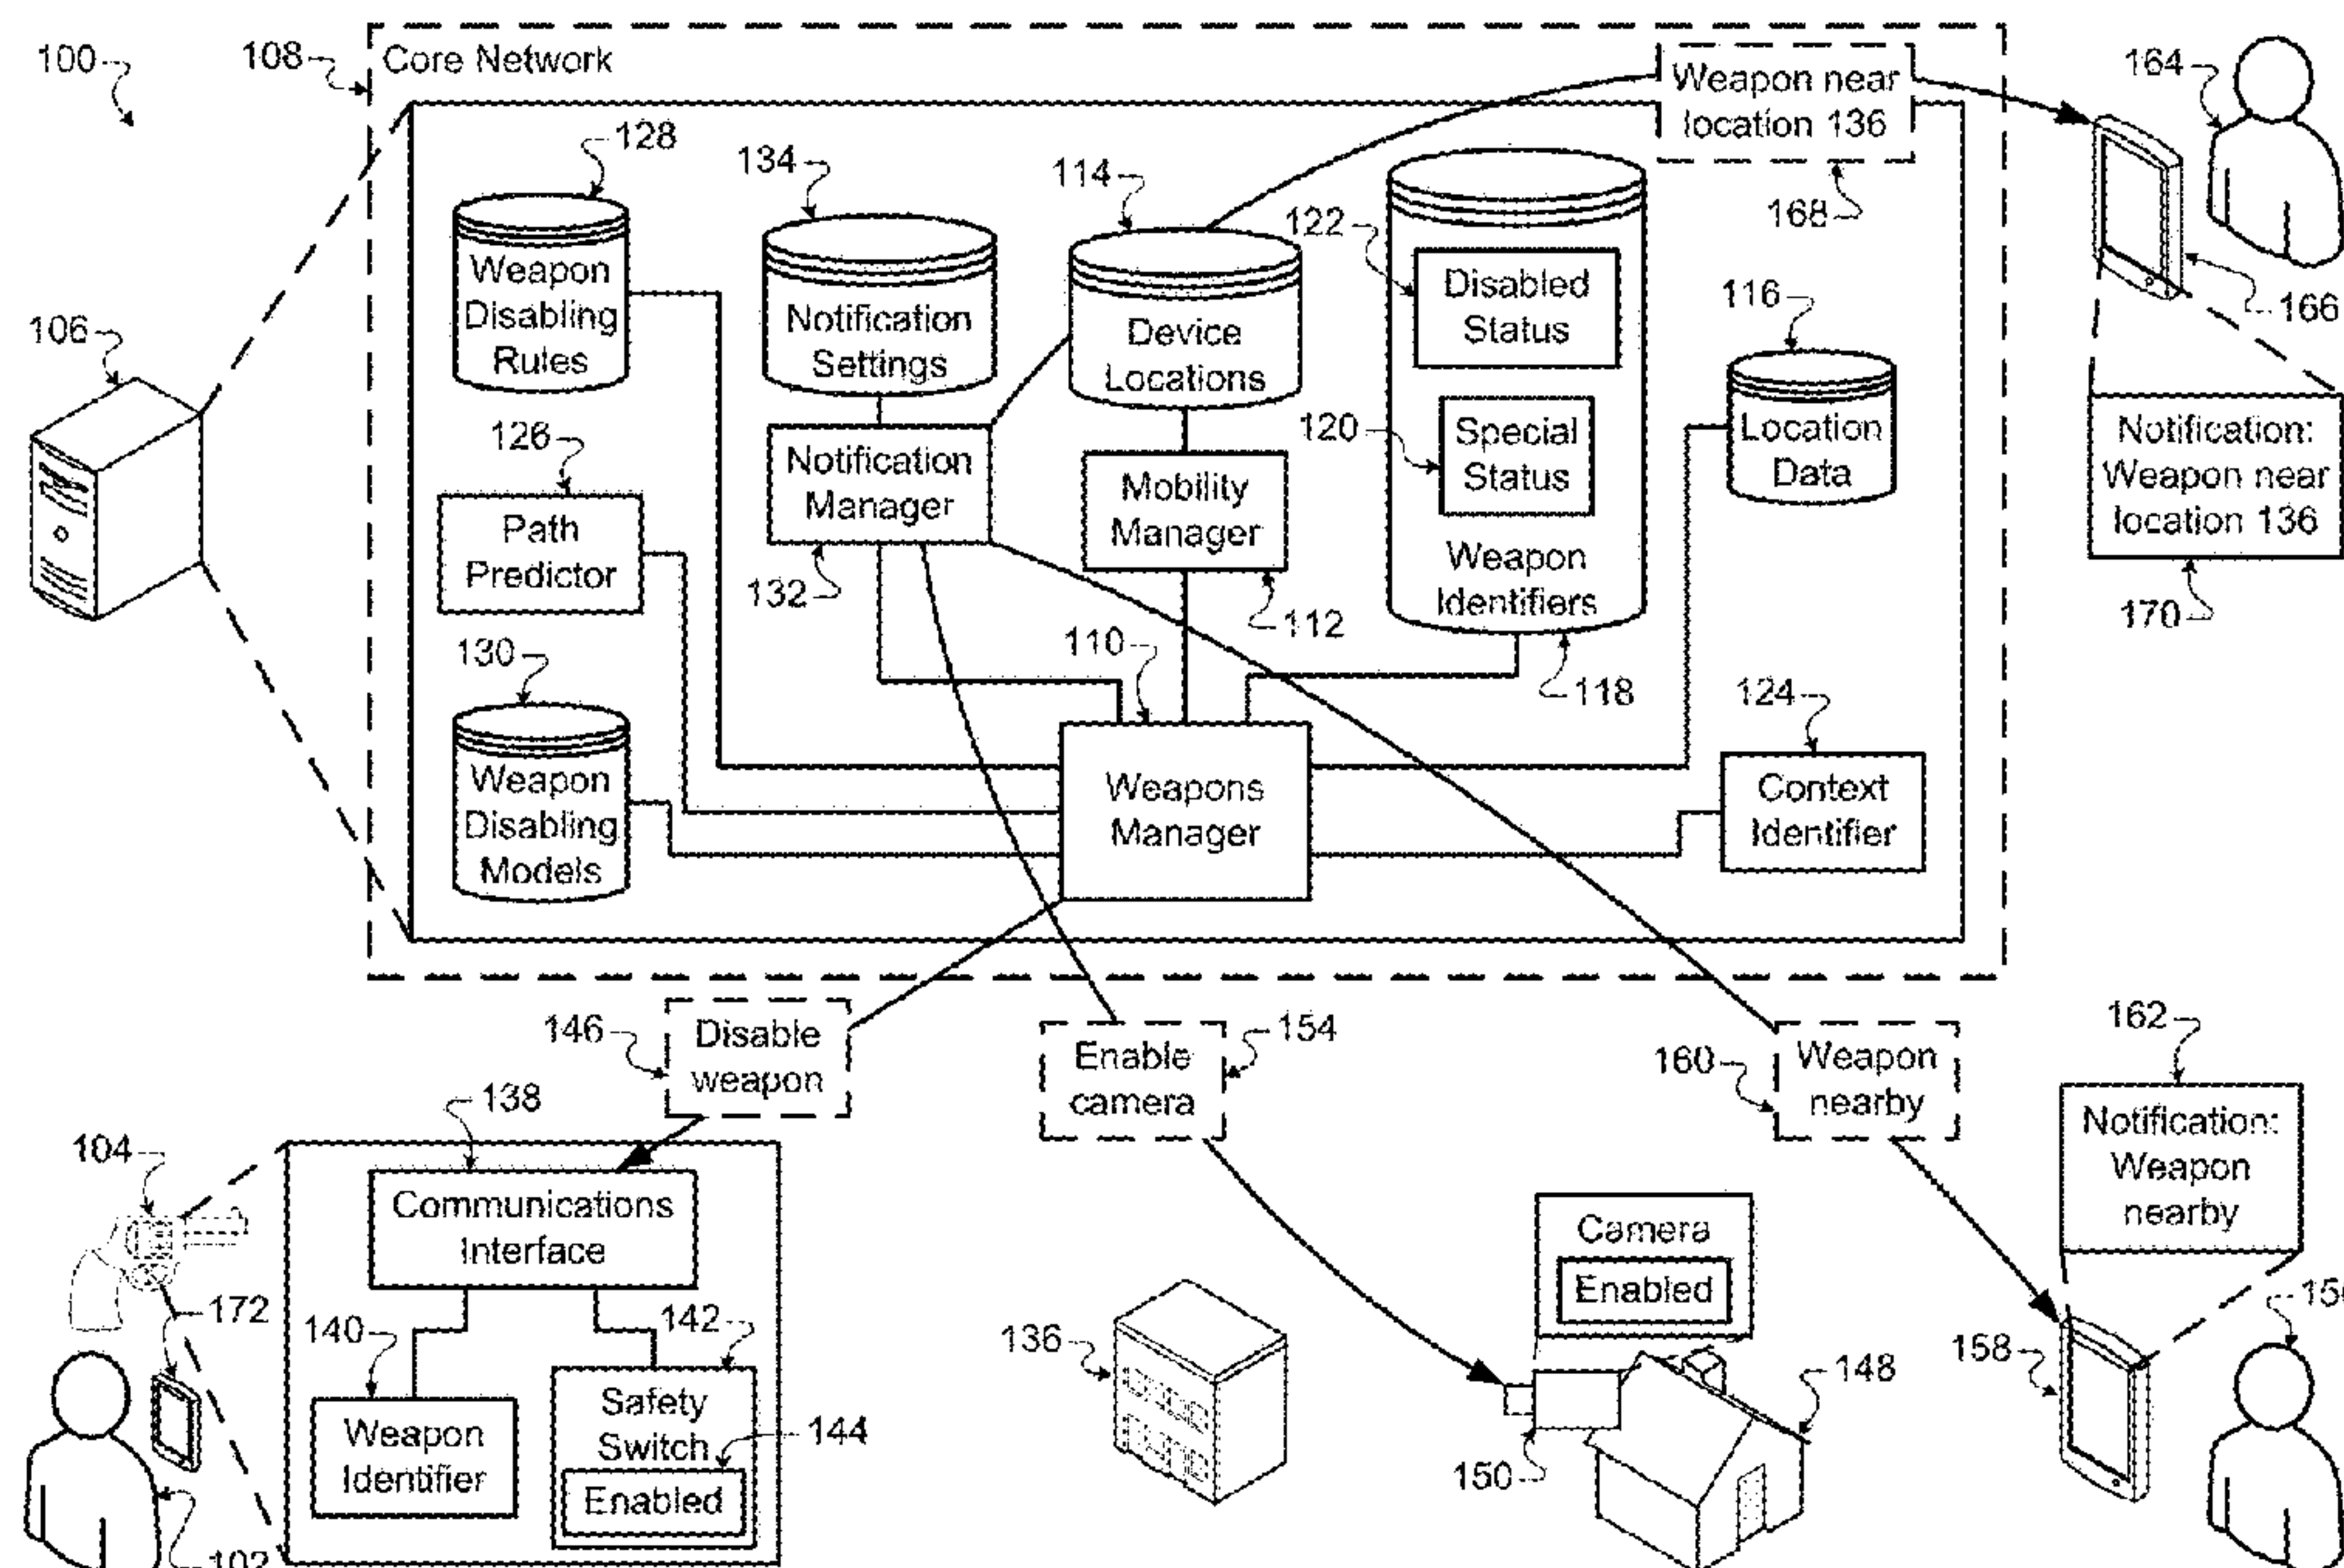 100
108
Core Network
Weapon near
location 136
164
128
134
114
168
122
Weapon
Disabling
Rules
Notification
Settings
Device
Locations
Disabled
Status
116
166
106
126
120
Special
Status
Location
Data
Notification:
Weapon near
location 136
Notification
Manager
Mobility
Manager
Path
Predictor
Weapon
Identifiers
132
112
170
130
110
118
124
Weapon
Disabling
Models
Weapons
Manager
Context
Identifier
146
Disable
weapon
Enable
camera
154
160
Weapon
nearby
162
138
104
Communications
Interface
Notification:
Weapon
nearby
Camera
Enabled
172
140
142
136
158
148
Safety
Switch
144
Weapon
Identifier
Enabled
150
102